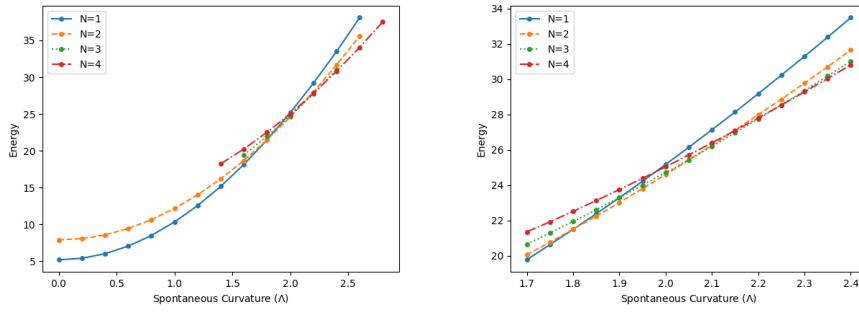 N=1
N=2
N=3
N=4
Energy
35
30
25
20
15
10
5
0.0 0.5 1.0 1.5 2.0 2.5
Spontaneous Curvature (Λ)
N=1
N=2
N=3
N=4
Energy
34
32
30
28
26
24
22
20
1.7 1.8 1.9 2.0 2.1 2.2 2.3 2.4
Spontaneous Curvature (Λ)